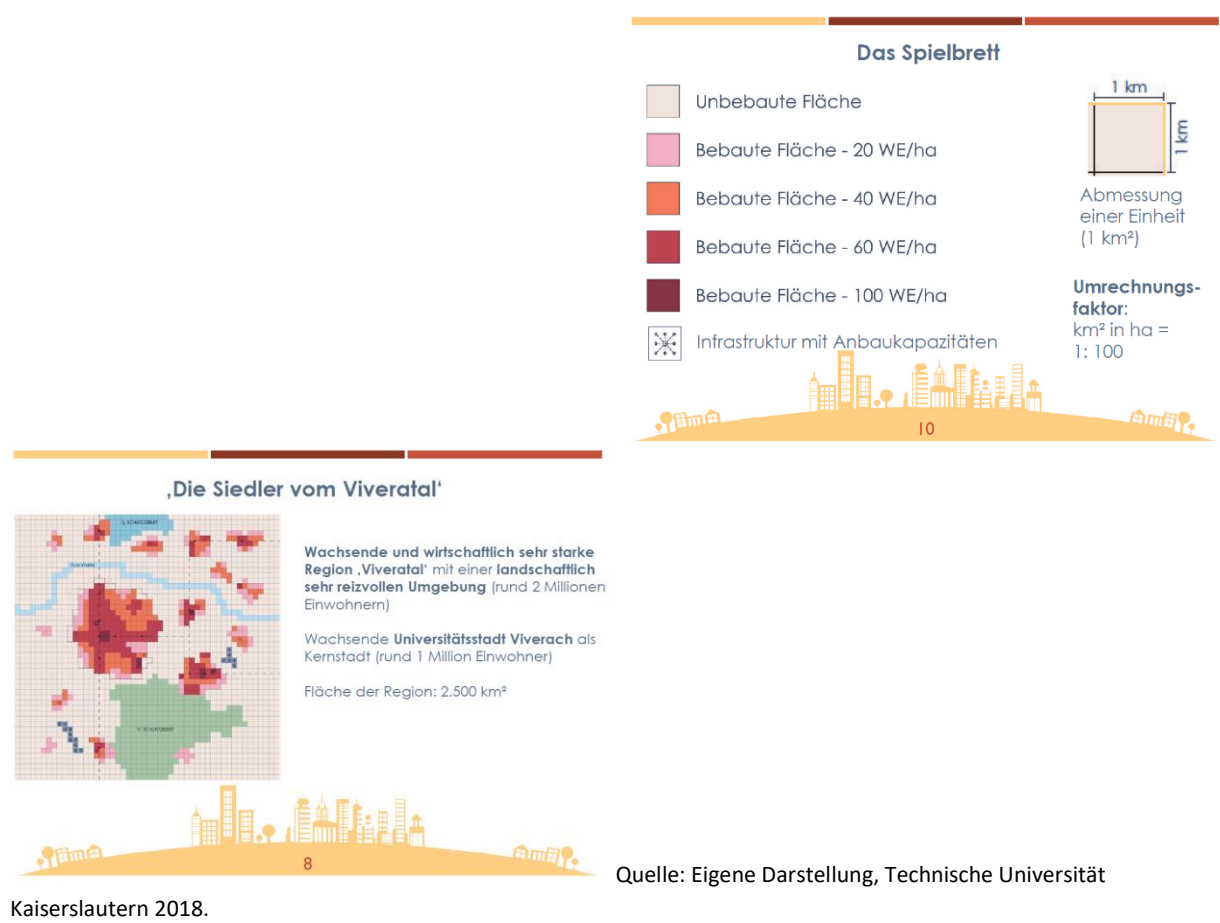 Das Spielbrett
Unbebaute Fläche
Bebaute Fläche - 20 WE/ha
Bebaute Fläche - 40 WE/ha
Bebaute Fläche - 60 WE/ha
Bebaute Fläche - 100 WE/ha
Infrastruktur mit Anbaukapazitäten
1 km
1 km
Abmessung
einer Einheit
(1 km²)
Umrechnungs-
faktor:
km² in ha =
1: 100
10
‚Die Siedler vom Viveratal‘
Wachsende und wirtschaftlich sehr starke
Region ‚Viveratal‘ mit einer landschaftlich
sehr reizvollen Umgebung (rund 2 Millionen
Einwohnern)
Wachsende Universitätsstadt Viverach als
Kernstadt (rund 1 Million Einwohner)
Fläche der Region: 2.500 km²
8
Quelle: Eigene Darstellung, Technische Universität
Kaiserslautern 2018.